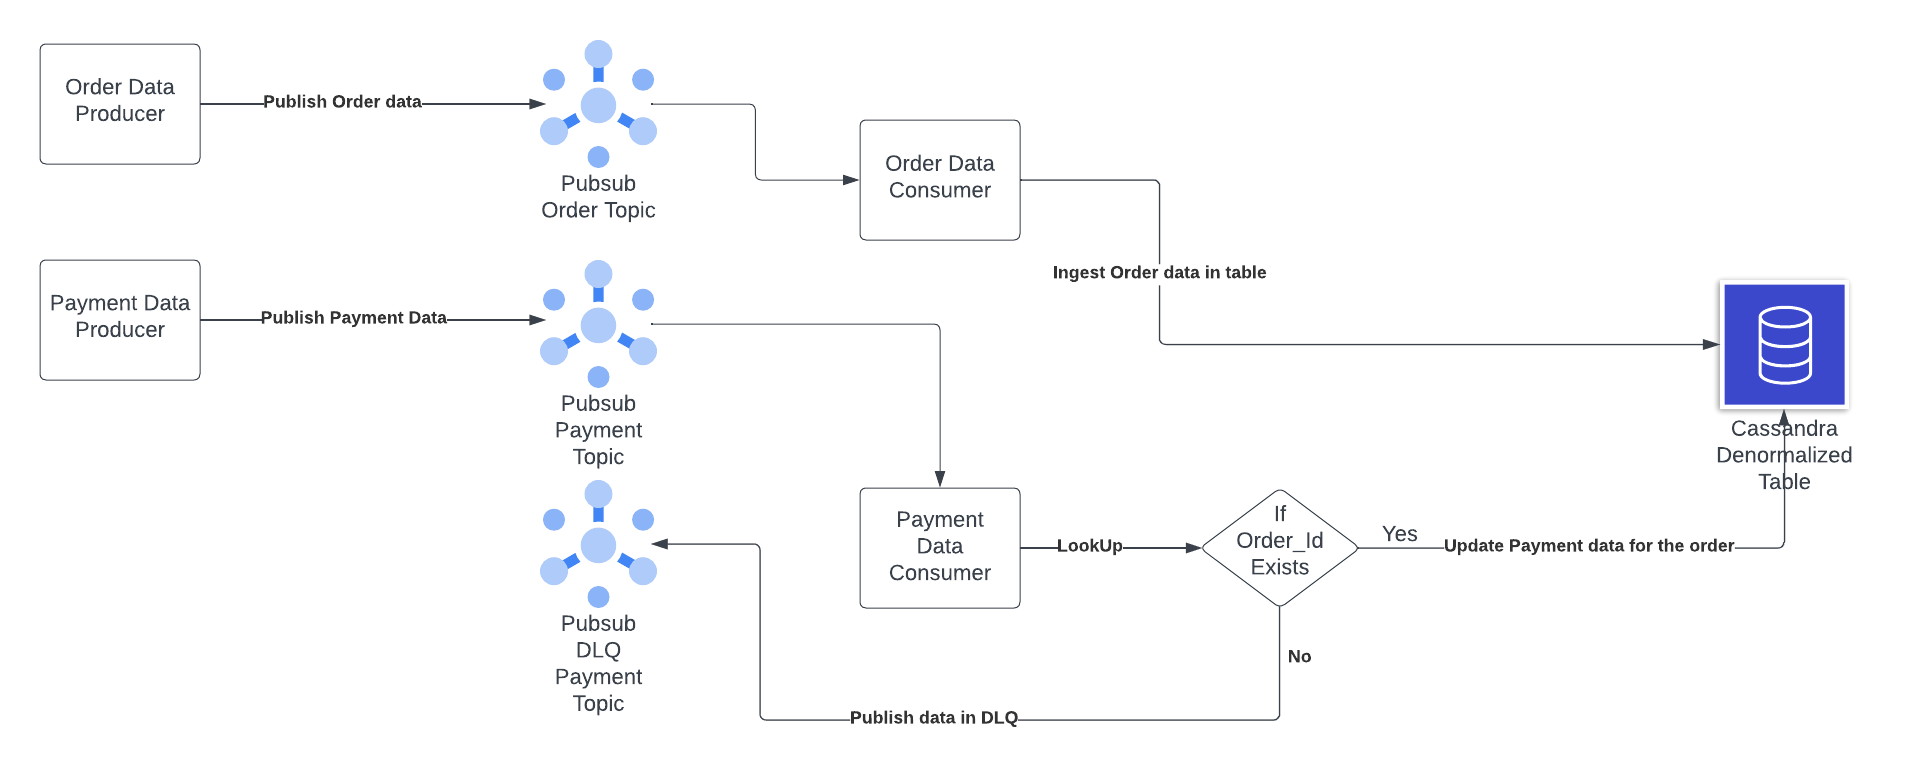 Order Data
Producer
Publish Order data
Pubsub
Order Topic
Order Data
Consumer
Ingest Order data in table
Payment Data
Producer
Publish Payment Data
Pubsub
Payment
Topic
Cassandra
Denormalized
Table
Payment
Data
Consumer
LookUp
If
Order_Id
Exists
Yes
Update Payment data for the order
No
Publish data in DLQ
Pubsub
DLQ
Payment
Topic